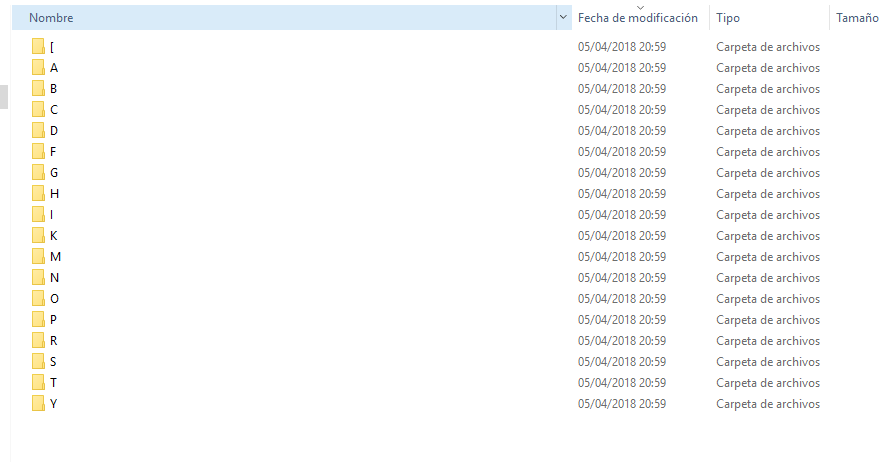 Nombre Fecha de modificación Tipo Tamaño
[ 05/04/2018 20:59 Carpeta de archivos
A 05/04/2018 20:59 Carpeta de archivos
B 05/04/2018 20:59 Carpeta de archivos
C 05/04/2018 20:59 Carpeta de archivos
D 05/04/2018 20:59 Carpeta de archivos
F 05/04/2018 20:59 Carpeta de archivos
G 05/04/2018 20:59 Carpeta de archivos
H 05/04/2018 20:59 Carpeta de archivos
I 05/04/2018 20:59 Carpeta de archivos
K 05/04/2018 20:59 Carpeta de archivos
M 05/04/2018 20:59 Carpeta de archivos
N 05/04/2018 20:59 Carpeta de archivos
O 05/04/2018 20:59 Carpeta de archivos
P 05/04/2018 20:59 Carpeta de archivos
R 05/04/2018 20:59 Carpeta de archivos
S 05/04/2018 20:59 Carpeta de archivos
T 05/04/2018 20:59 Carpeta de archivos
Y 05/04/2018 20:59 Carpeta de archivos